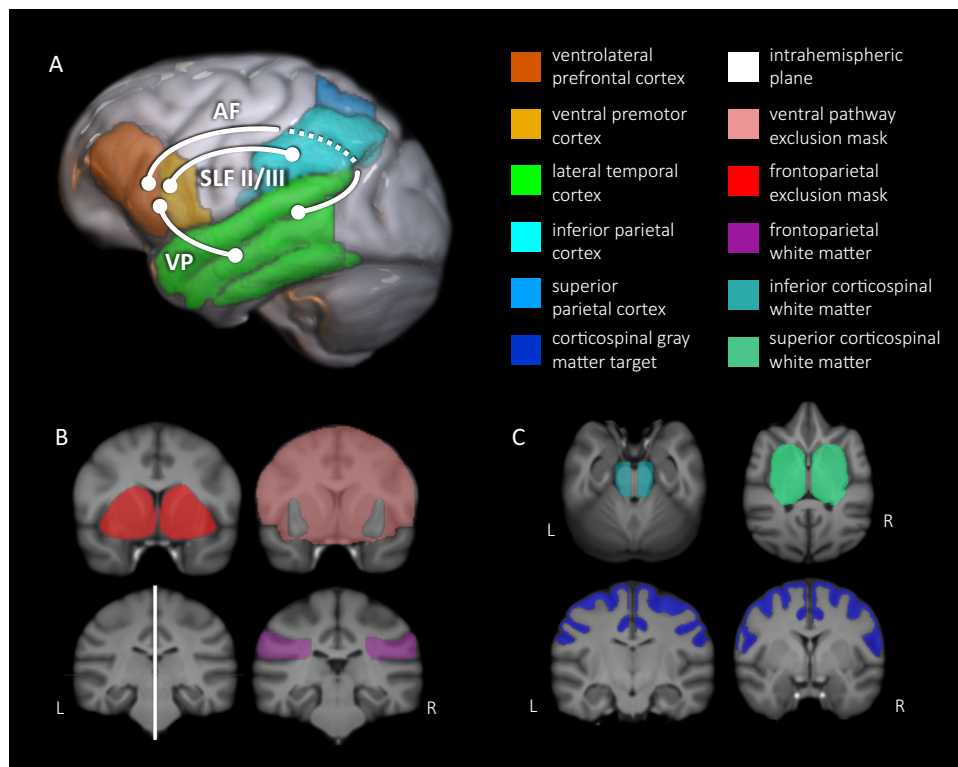 A
AF
SLF II/III
VP
ventrolateral
prefrontal cortex
ventral premotor
cortex
lateral temporal
cortex
inferior parietal
cortex
superior
parietal cortex
corticospinal gray
matter target
intrahemispheric
plane
ventral pathway
exclusion mask
frontoparietal
exclusion mask
frontoparietal
white matter
inferior corticospinal
white matter
superior corticospinal
white matter
B
L
R
C
L
R
L
R